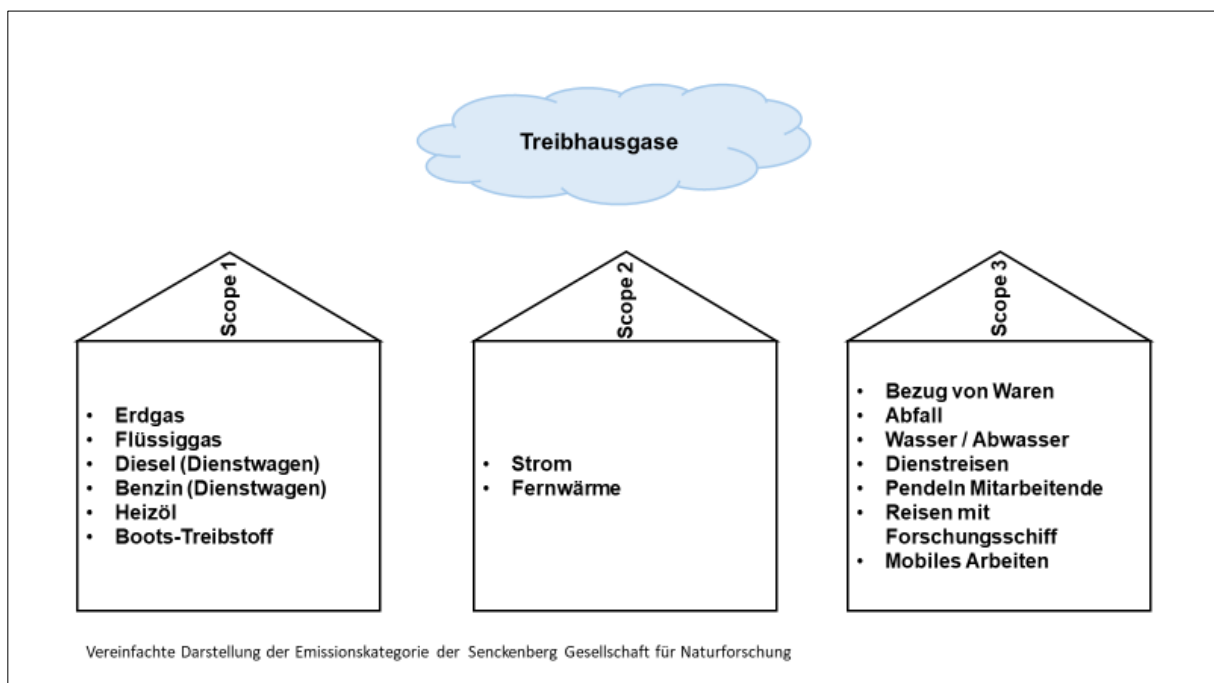 Treibhausgase
Scope 1
Erdgas
Flüssiggas
Diesel (Dienstwagen)
Benzin (Dienstwagen)
Heizöl
Boots-Treibstoff
Scope 2
Strom
Fernwärme
Scope 3
Bezug von Waren
Abfall
Wasser / Abwasser
Dienstreisen
Pendeln Mitarbeitende
Reisen mit
Forschungsschiff
Mobiles Arbeiten
Vereinfachte Darstellung der Emissionskategorie der Senckenberg Gesellschaft für Naturforschung